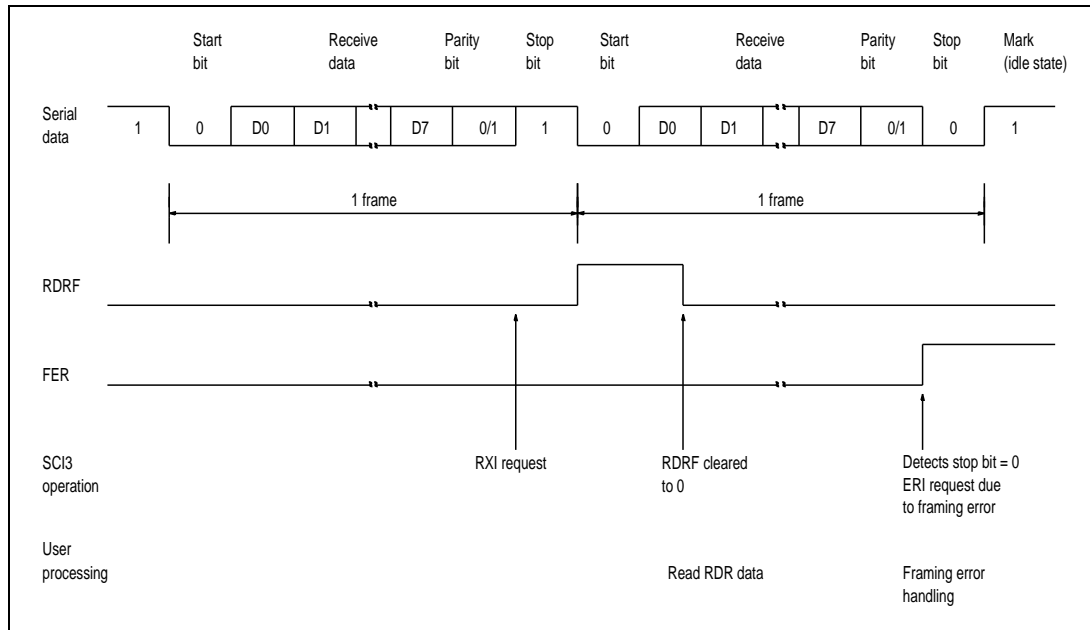 Start bit
Receive data
Parity bit
Stop bit
Start bit
Receive data
Parity bit
Stop bit
Mark (idle state)
Serial data
1 0 D0 D1 D7 0/1 1 0 D0 D1 D7 0/1 0 1
1 frame 1 frame
RDRF
FER
SCI3 operation
RXI request
RDRF cleared to 0
Detects stop bit = 0
ERI request due to framing error
User processing
Read RDR data
Framing error handling